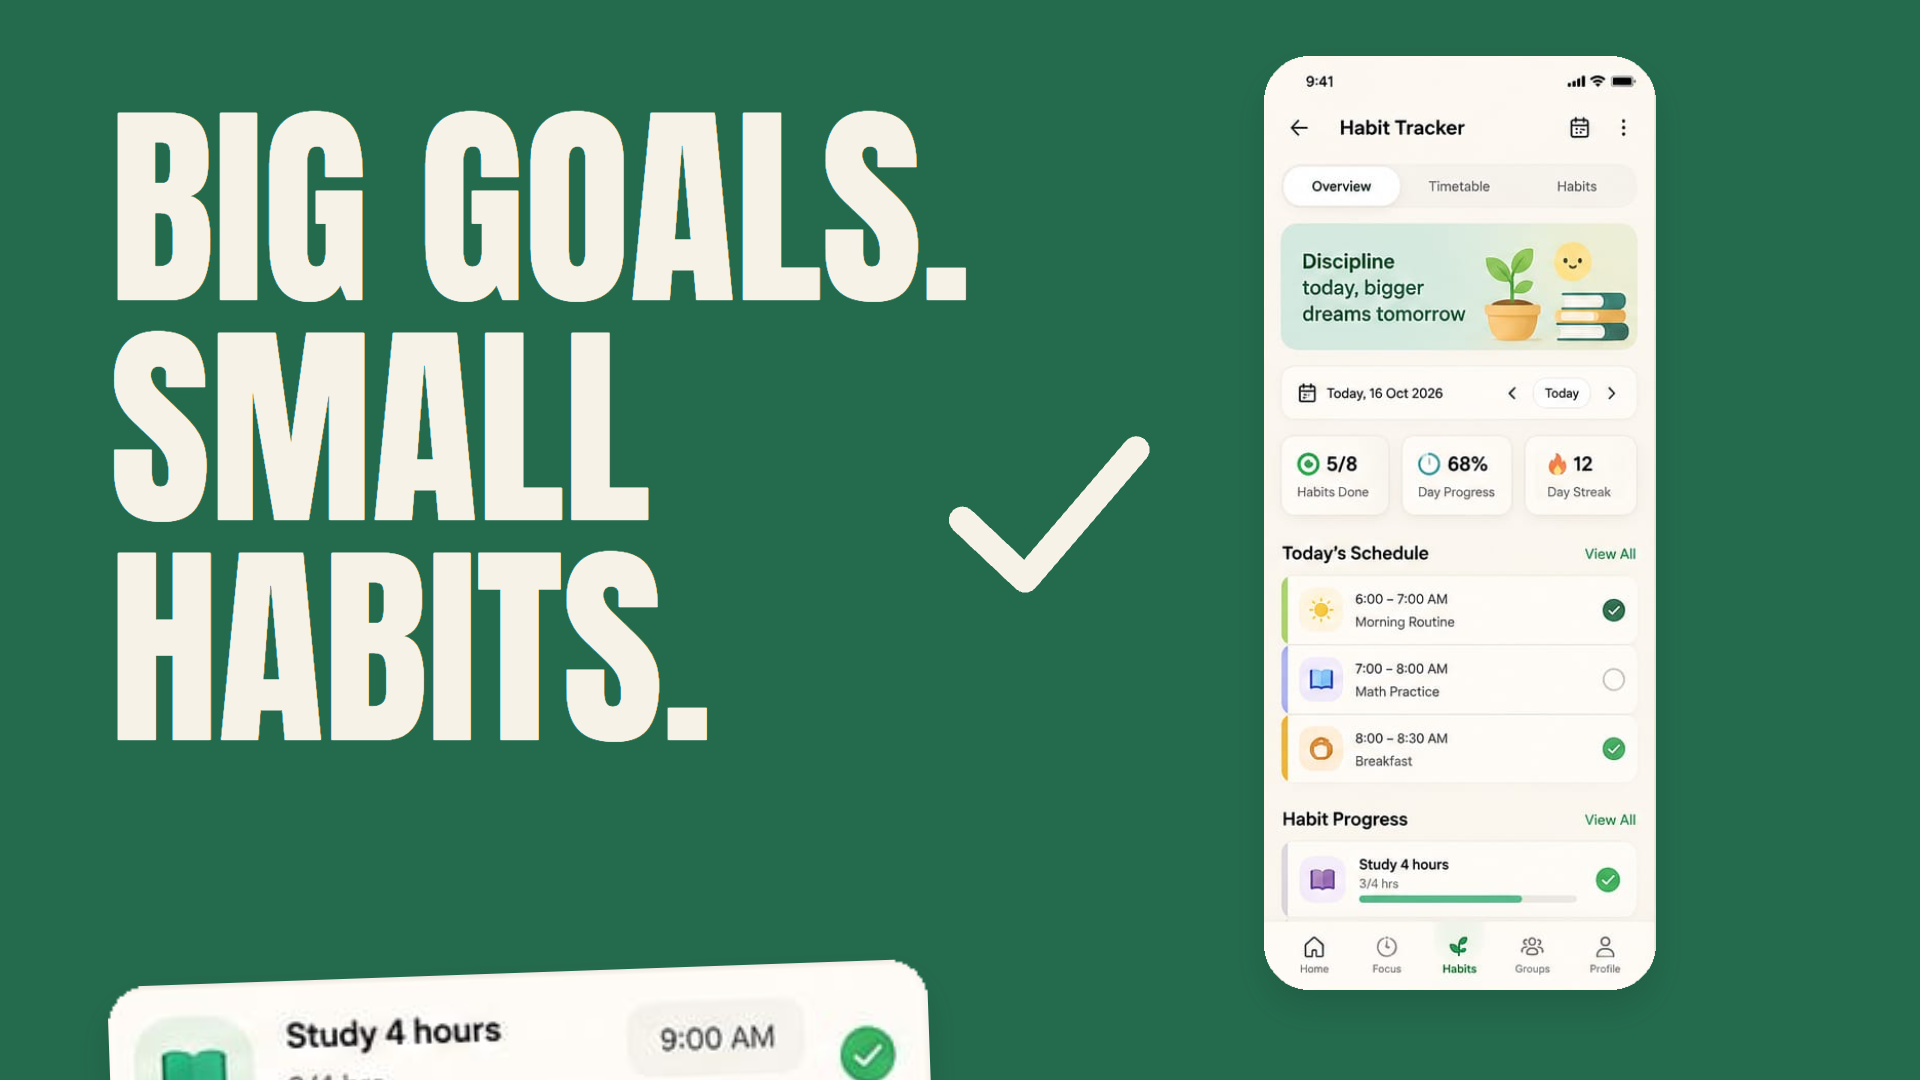 BIG GOALS.
SMALL
HABITS.
9:41
Habit Tracker
Overview
Timetable
Habits
Discipline
today, bigger
dreams tomorrow
Today, 16 Oct 2026
Today
5/8
Habits Done
68%
Day Progress
12
Day Streak
Today's Schedule
View All
6:00 – 7:00 AM
Morning Routine
7:00 – 8:00 AM
Math Practice
8:00 – 8:30 AM
Breakfast
Habit Progress
View All
Study 4 hours
3/4 hrs
Home
Focus
Habits
Groups
Profile
Study 4 hours
9:00 AM